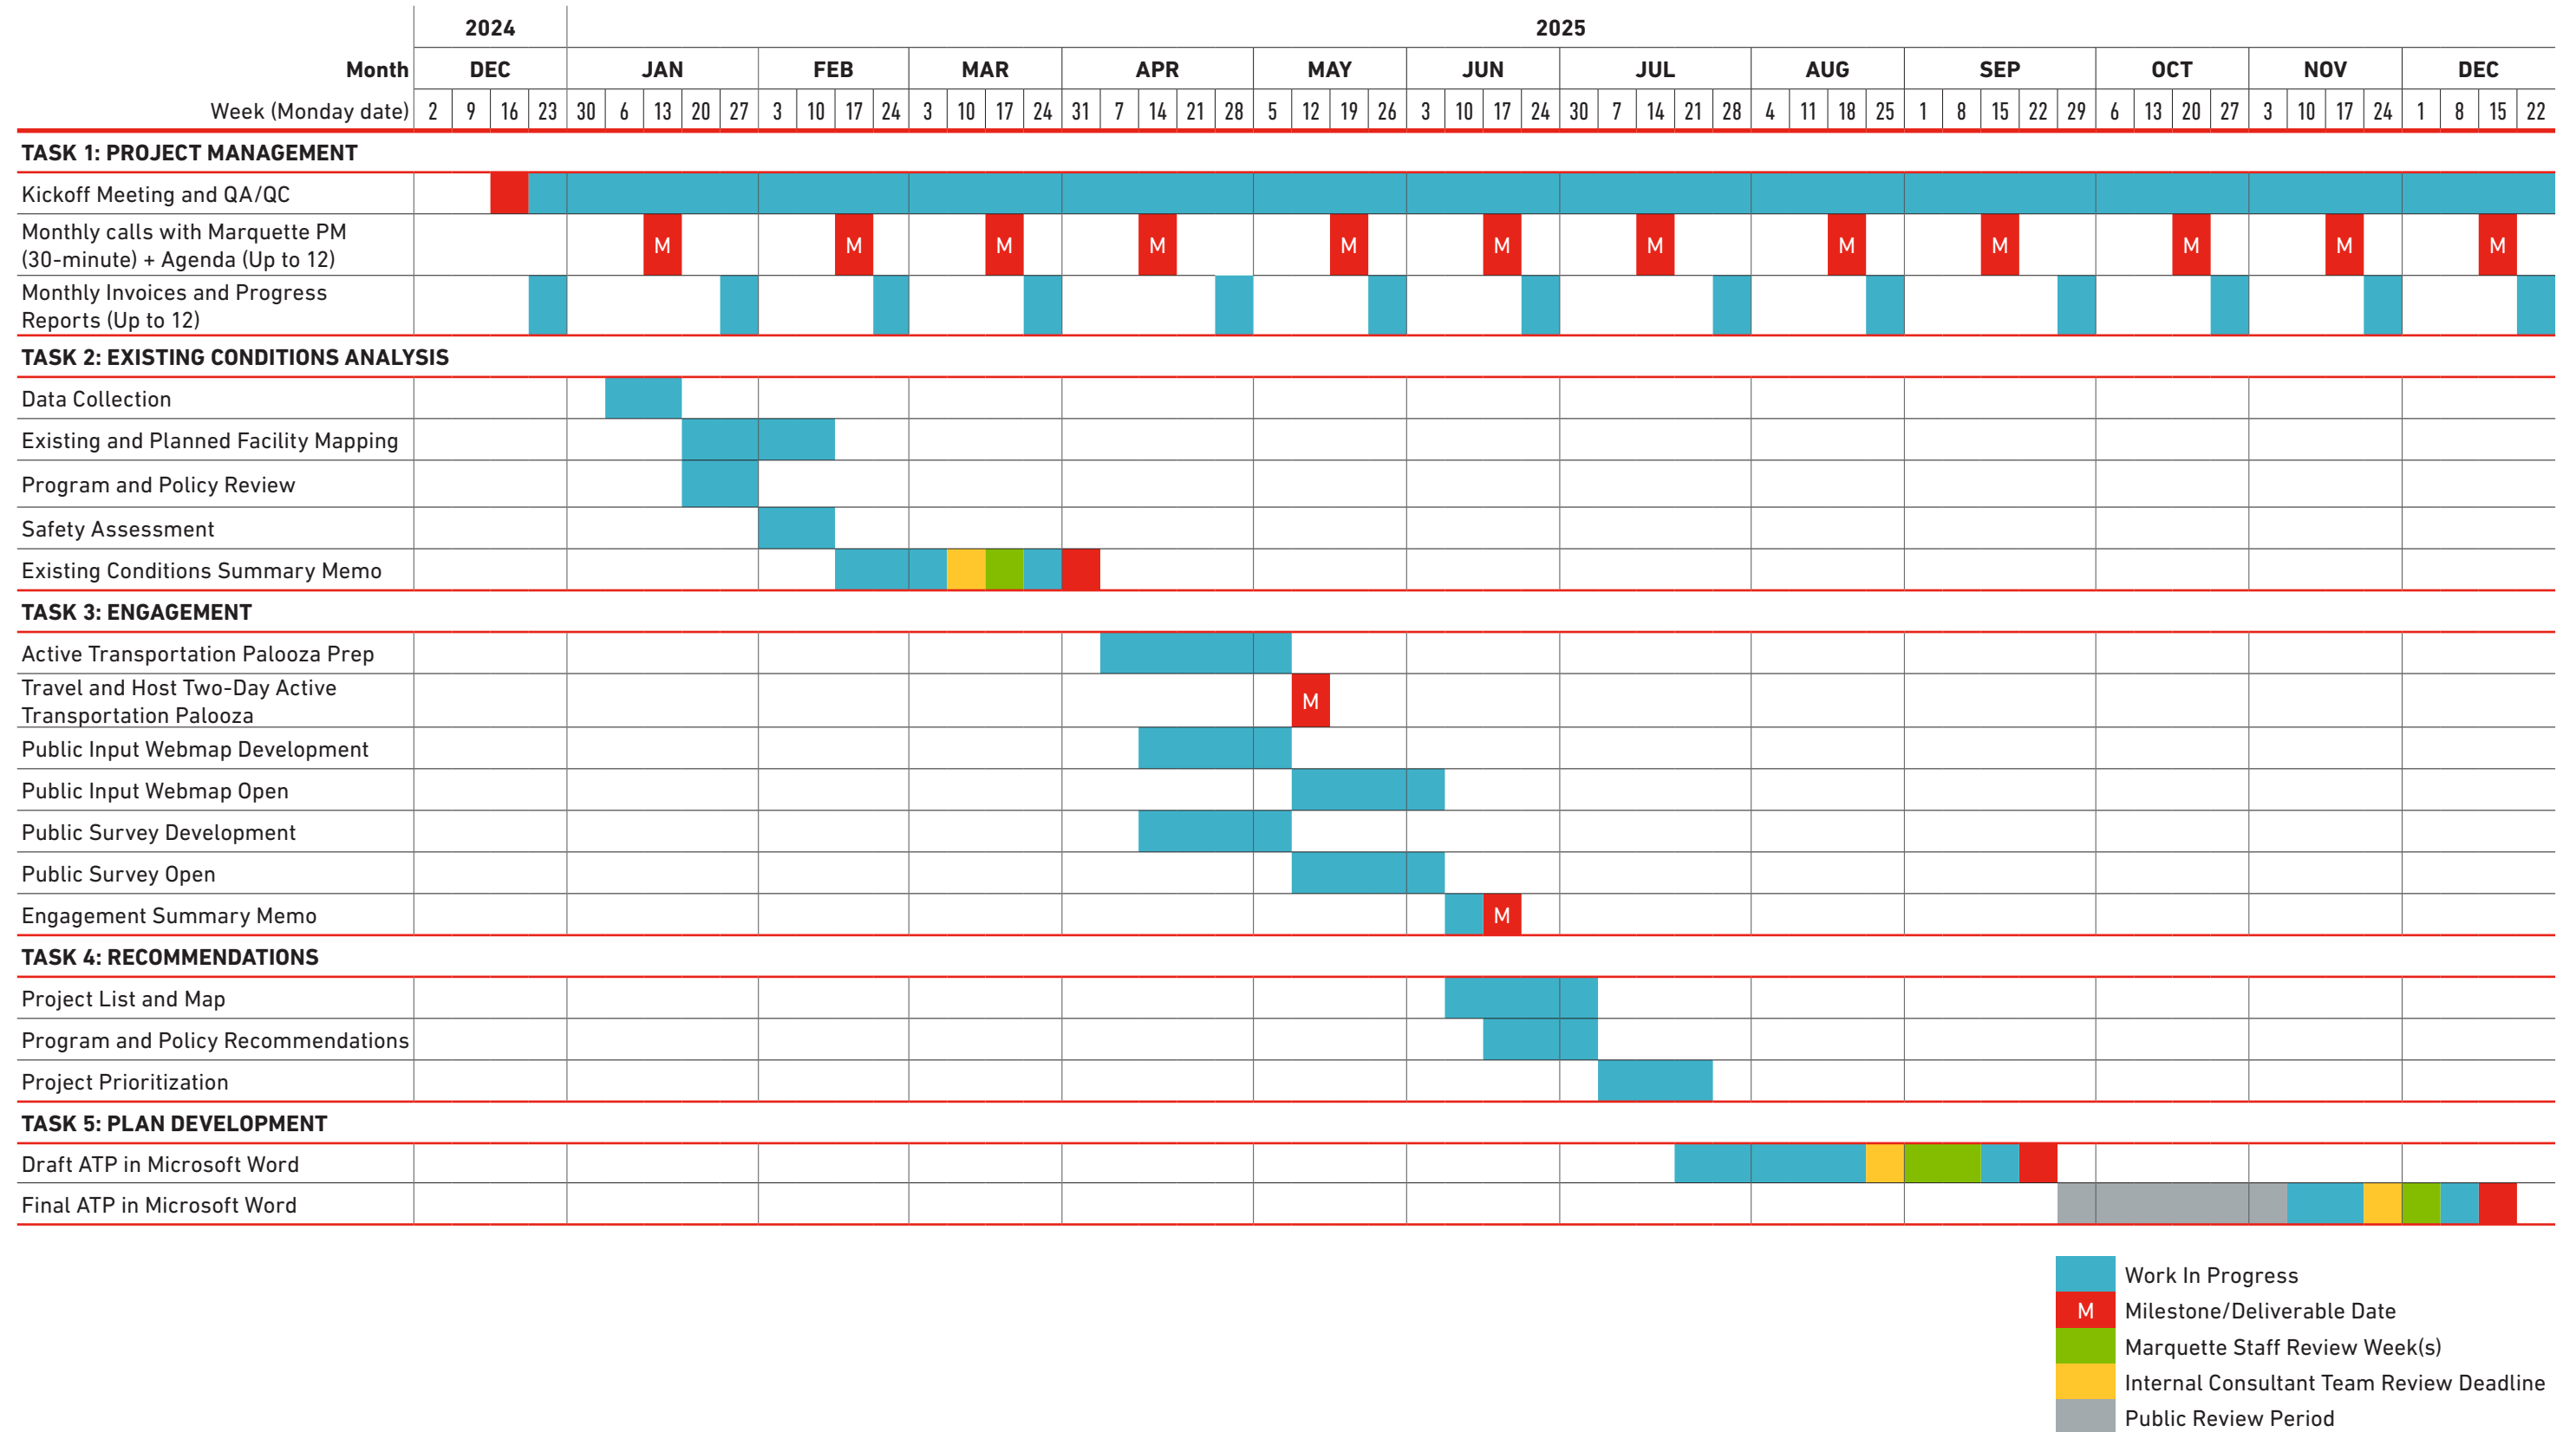 2024 2025
Month DEC JAN FEB MAR APR MAY JUN JUL AUG SEP OCT NOV DEC
Week (Monday date) 2 9 16 23 30 6 13 20 27 3 10 17 24 3 10 17 24 31 7 14 21 28 5 12 19 26 3 10 17 24 30 7 14 21 28 4 11 18 25 1 8 15 22 29 6 13 20 27 3 10 17 24 1 8 15 22
TASK 1: PROJECT MANAGEMENT
Kickoff Meeting and QA/QC
Monthly calls with Marquette PM
(30-minute) + Agenda (Up to 12)
M M M M M M M M M M M M
Monthly Invoices and Progress
Reports (Up to 12)
TASK 2: EXISTING CONDITIONS ANALYSIS
Data Collection
Existing and Planned Facility Mapping
Program and Policy Review
Safety Assessment
Existing Conditions Summary Memo
TASK 3: ENGAGEMENT
Active Transportation Palooza Prep
Travel and Host Two-Day Active
Transportation Palooza
M
Public Input Webmap Development
Public Input Webmap Open
Public Survey Development
Public Survey Open
Engagement Summary Memo M
TASK 4: RECOMMENDATIONS
Project List and Map
Program and Policy Recommendations
Project Prioritization
TASK 5: PLAN DEVELOPMENT
Draft ATP in Microsoft Word
Final ATP in Microsoft Word
Work In Progress
M Milestone/Deliverable Date
Marquette Staff Review Week(s)
Internal Consultant Team Review Deadline
Public Review Period